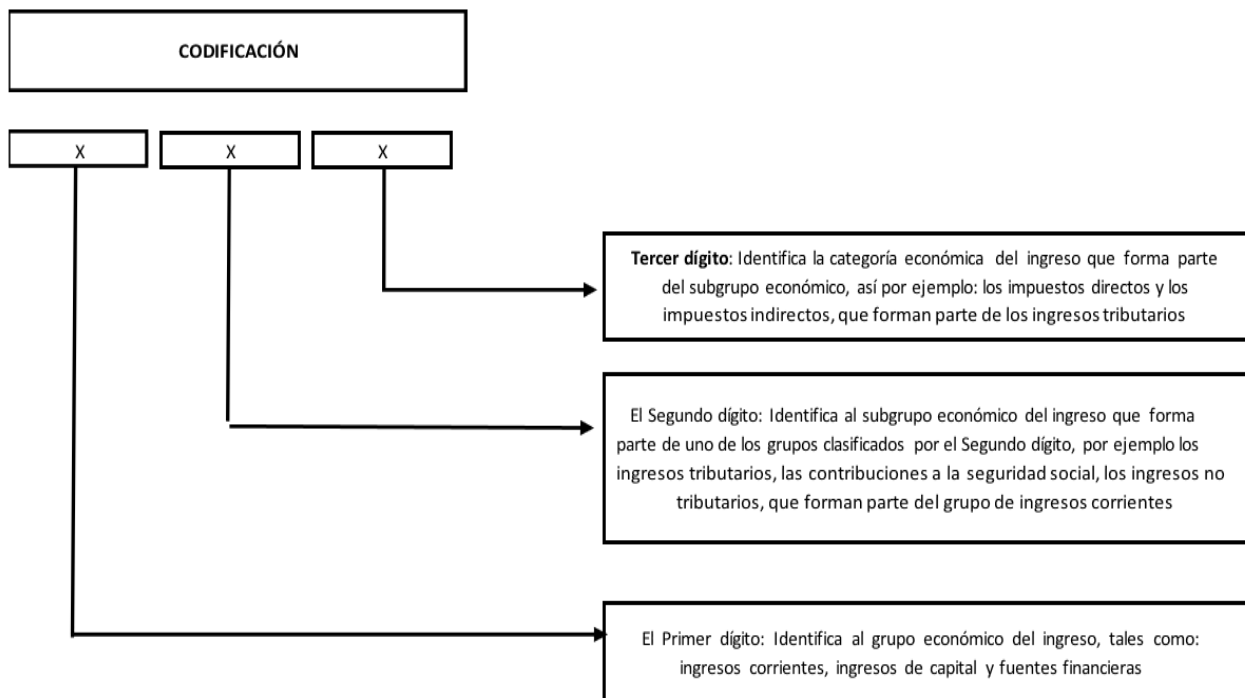 CODIFICACIÓN
X X X
Tercer dígito: Identifica la categoría económica del ingreso que forma parte
del subgrupo económico, así por ejemplo: los impuestos directos y los
impuestos indirectos, que forman parte de los ingresos tributarios
El Segundo dígito: Identifica al subgrupo económico del ingreso que forma
parte de uno de los grupos clasificados por el Segundo dígito, por ejemplo los
ingresos tributarios, las contribuciones a la seguridad social, los ingresos no
tributarios, que forman parte del grupo de ingresos corrientes
El Primer dígito: Identifica al grupo económico del ingreso, tales como:
ingresos corrientes, ingresos de capital y fuentes financieras